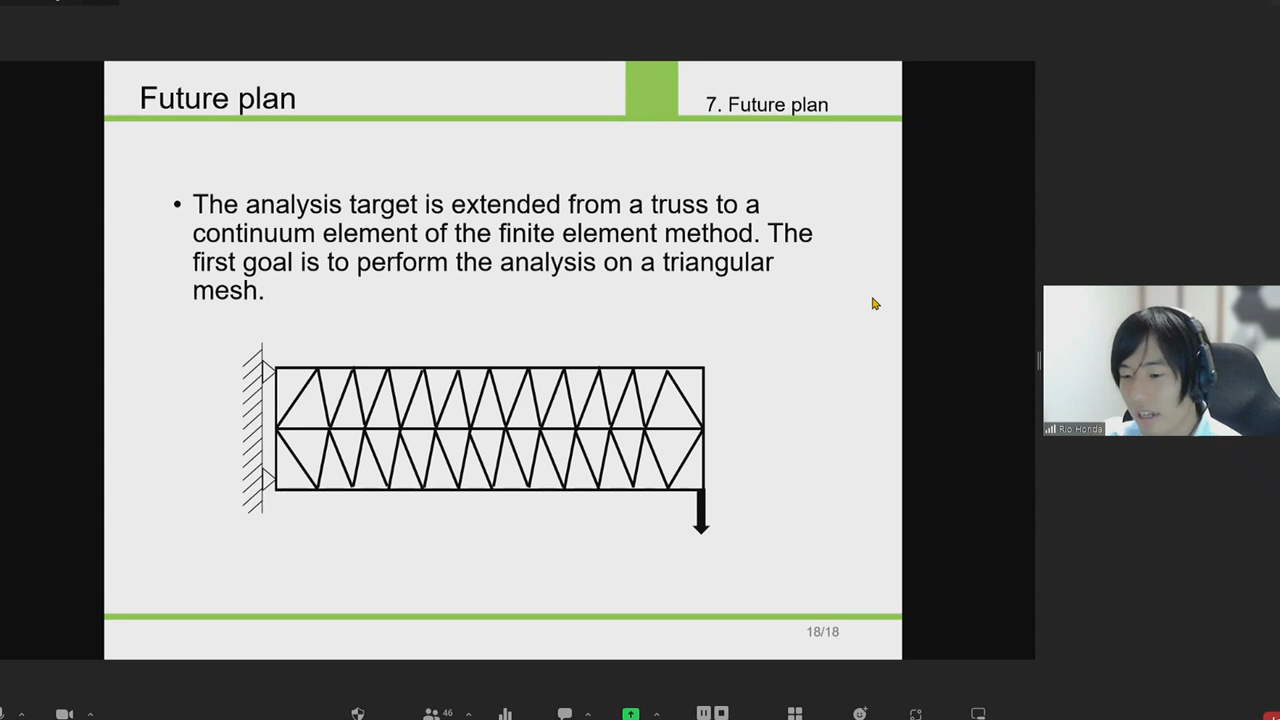 Future plan
7. Future plan
• The analysis target is extended from a truss to a
continuum element of the finite element method. The
first goal is to perform the analysis on a triangular
mesh.
Rio Honda
18/18
46